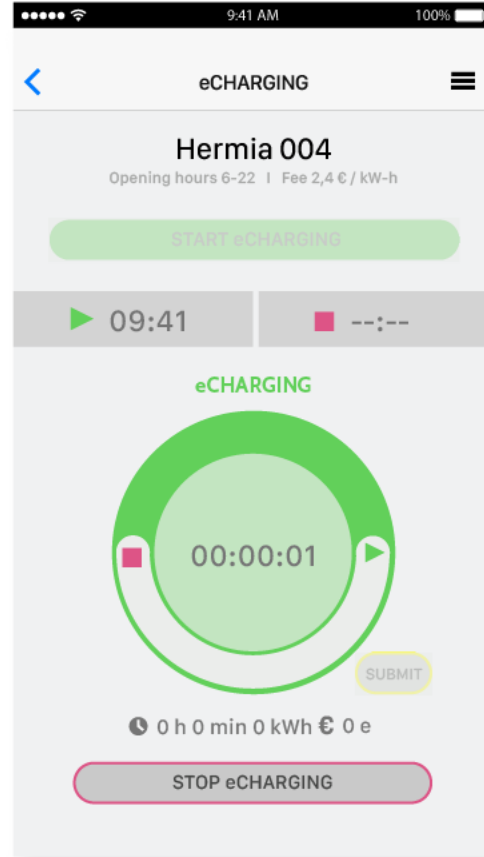 9:41 AM 100%
eCHARGING
Hermia 004
Opening hours 6-22 I Fee 2,4 € / kW-h
START eCHARGING
09:41 --:--
eCHARGING
00:00:01
SUBMIT
0 h 0 min 0 kWh € 0 e
STOP eCHARGING